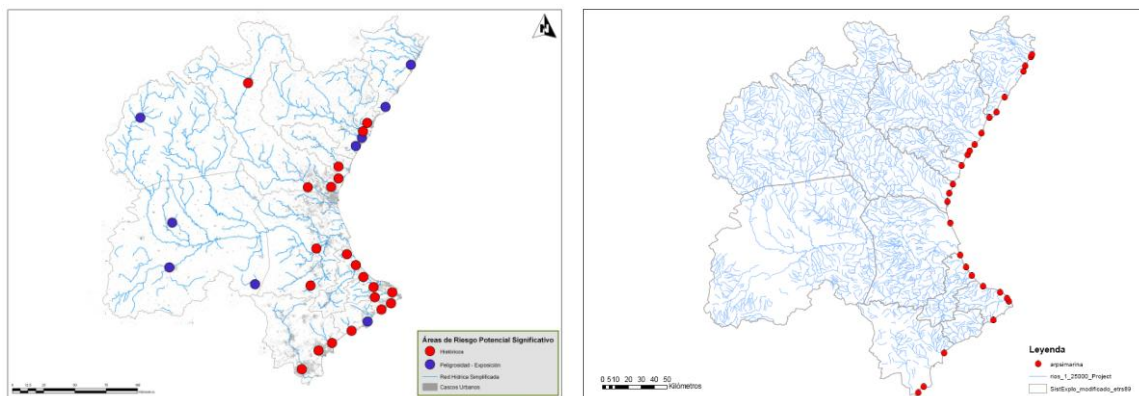 N
Áreas de Riesgo Potencial Significativo
Históricos
Peligrosidad - Exposición
Red Hídrica Simplificada
Cascos Urbanos
Leyenda
arpsimarina
rios_1_25000_Project
SistExplo_modificado_etrs89
0 5 10 20 30 40 50
Kilómetros